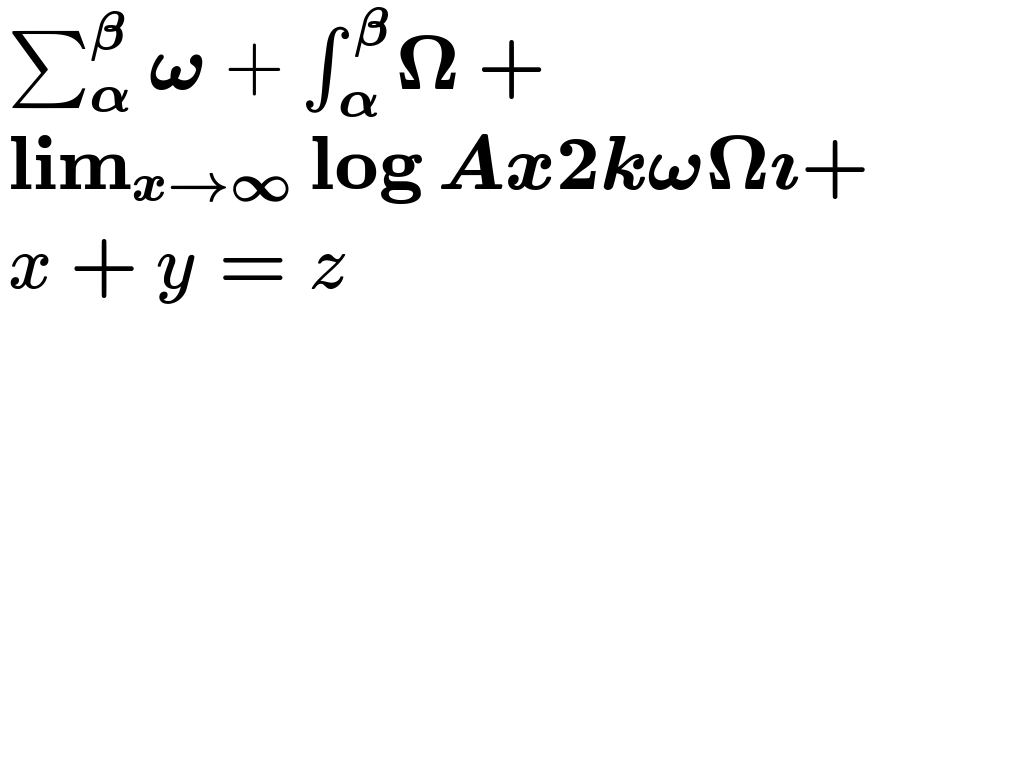 ∑_α^β ω + ∫_α^β Ω +
lim_{x→∞} log Ax2kωΩı+
x + y = z